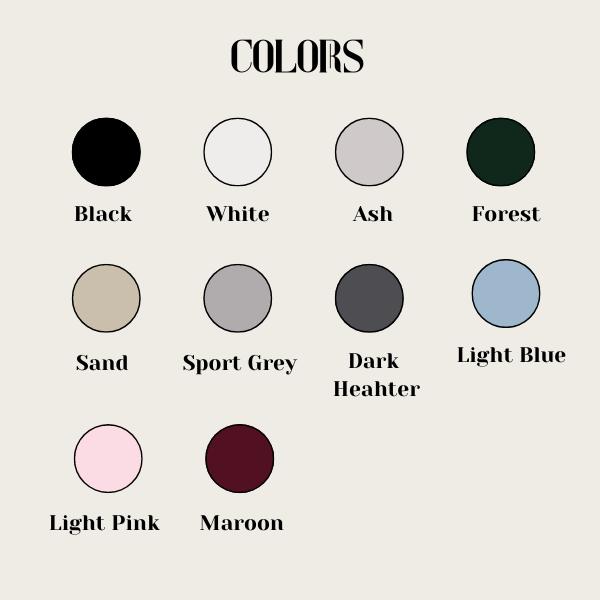 COLORS
Black
White
Ash
Forest
Sand
Sport Grey
Dark
Heahter
Light Blue
Light Pink
Maroon